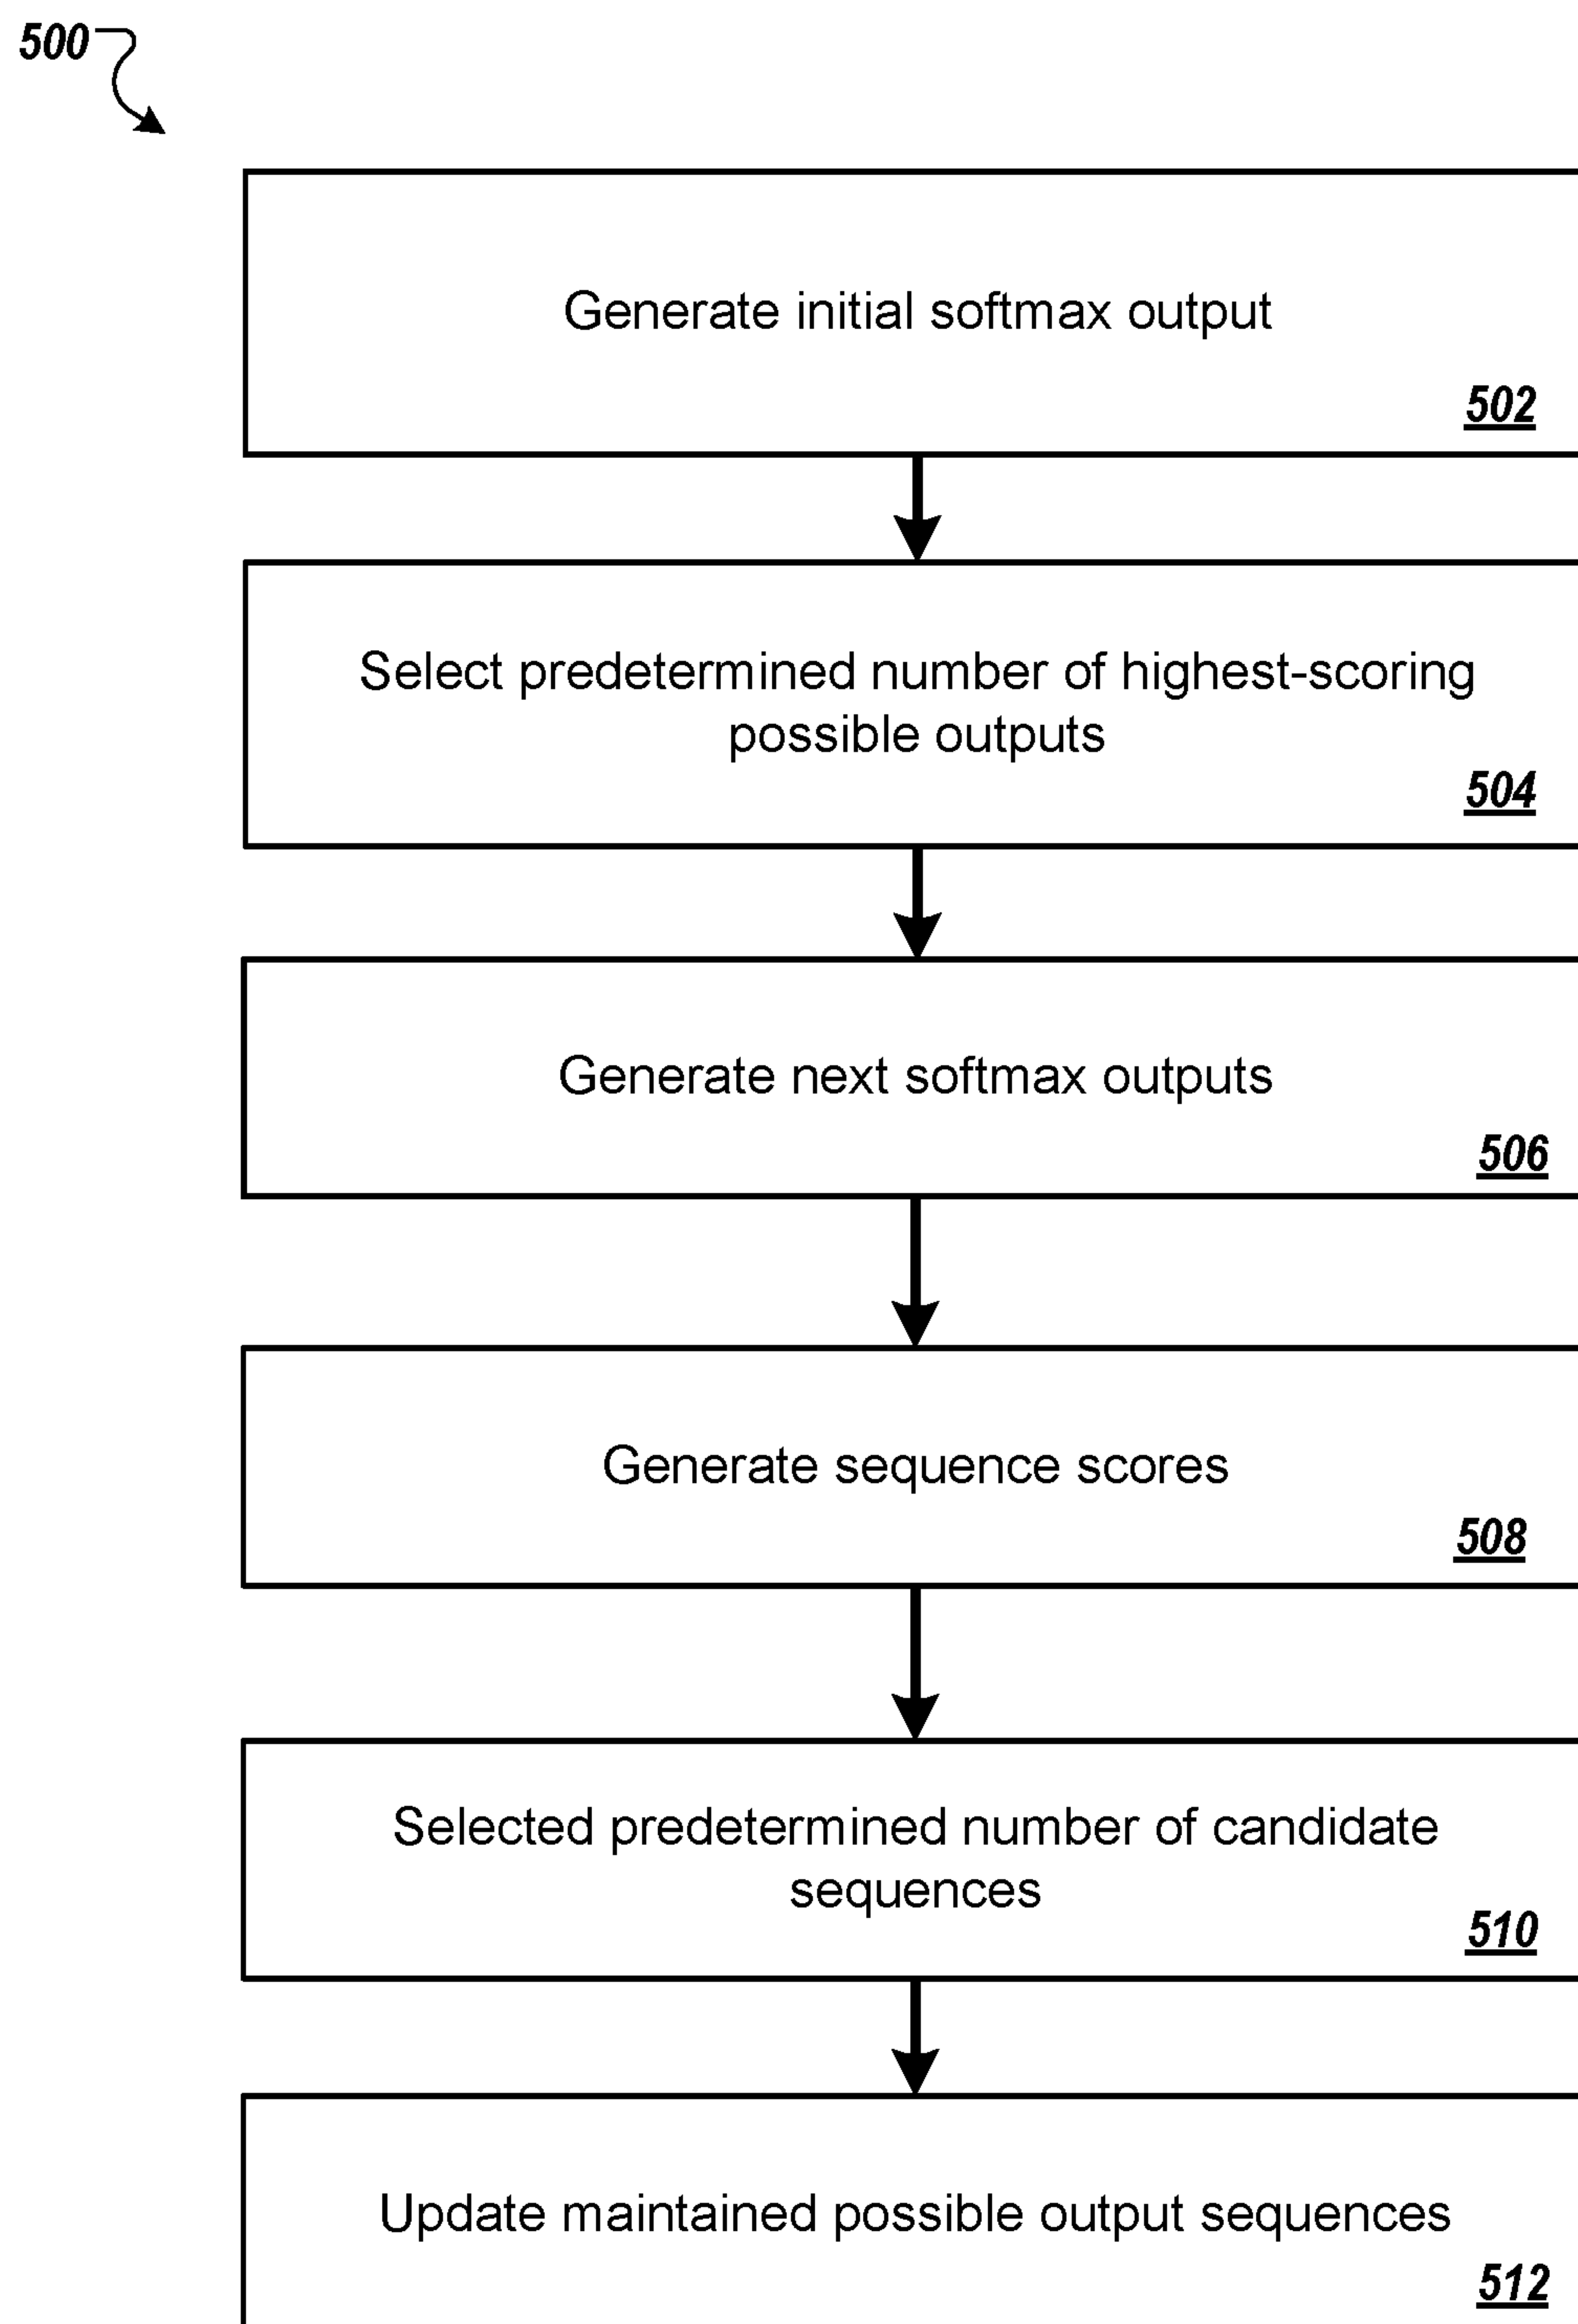 500
Generate initial softmax output
502
Select predetermined number of highest-scoring
possible outputs
504
Generate next softmax outputs
506
Generate sequence scores
508
Selected predetermined number of candidate
sequences
510
Update maintained possible output sequences
512